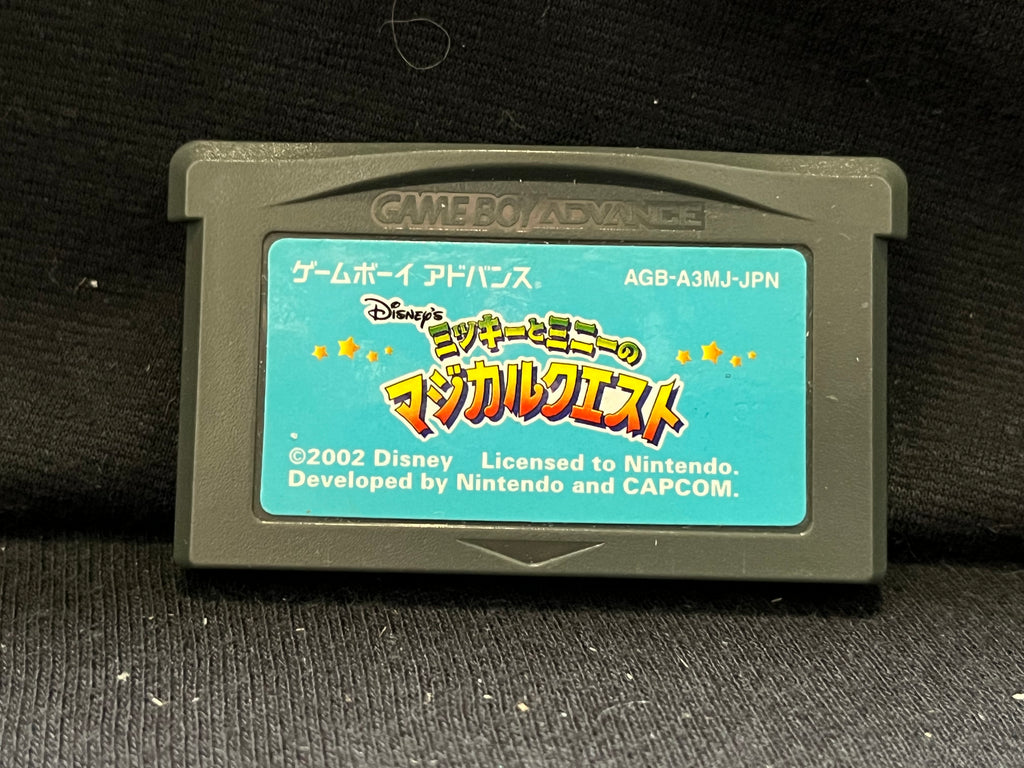 GAME BOY ADVANCE
ゲームボーイ アドバンス AGB-A3MJ-JPN
Disney's
ミッキーとミニーの
マジカルクエスト
©2002 Disney Licensed to Nintendo.
Developed by Nintendo and CAPCOM.